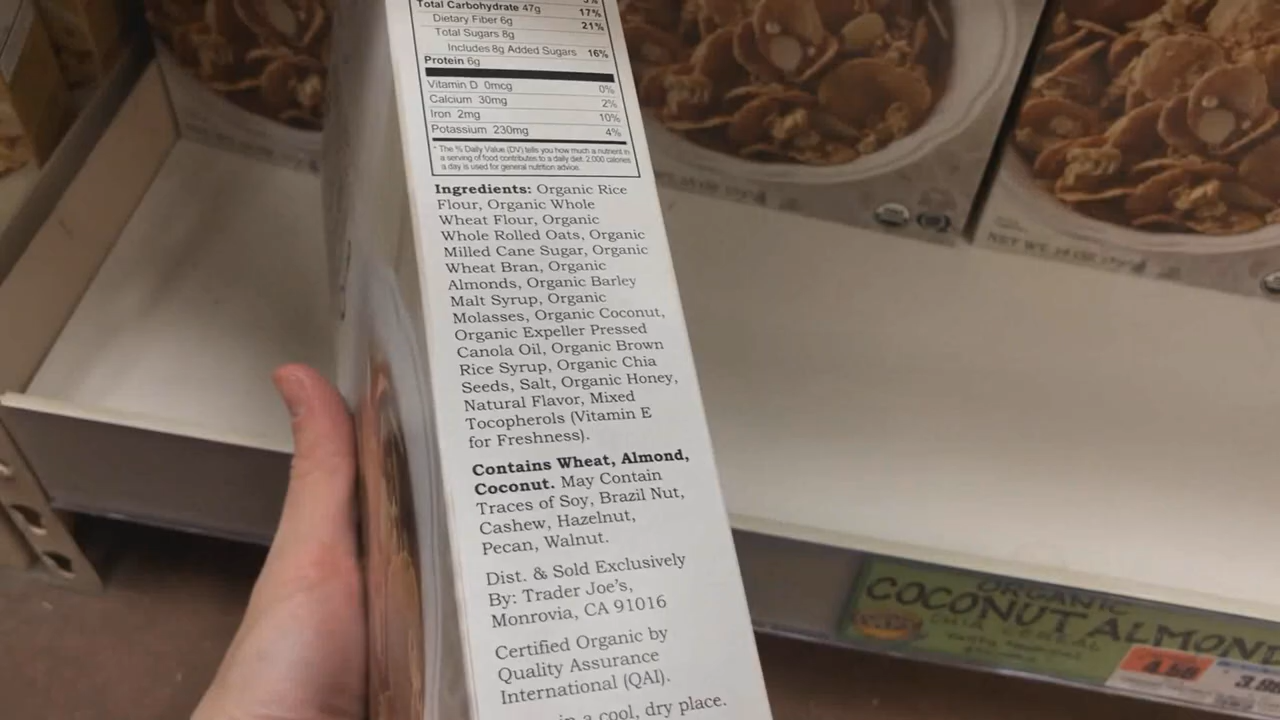 Total Carbohydrate 47g 17%
Dietary Fiber 6g 21%
Total Sugars 8g
Includes 8g Added Sugars 16%
Protein 6g
Vitamin D 0mcg 0%
Calcium 30mg 2%
Iron 2mg 10%
Potassium 230mg 4%
* The % Daily Value (DV) tells you how much a nutrient in
a serving of food contributes to a daily diet. 2,000 calories
a day is used for general nutrition advice.
Ingredients: Organic Rice
Flour, Organic Whole
Wheat Flour, Organic
Whole Rolled Oats, Organic
Milled Cane Sugar, Organic
Wheat Bran, Organic
Almonds, Organic Barley
Malt Syrup, Organic
Molasses, Organic Coconut,
Organic Expeller Pressed
Canola Oil, Organic Brown
Rice Syrup, Organic Chia
Seeds, Salt, Organic Honey,
Natural Flavor, Mixed
Tocopherols (Vitamin E
for Freshness).
Contains Wheat, Almond,
Coconut. May Contain
Traces of Soy, Brazil Nut,
Cashew, Hazelnut,
Pecan, Walnut.
Dist. & Sold Exclusively
By: Trader Joe's,
Monrovia, CA 91016
Certified Organic by
Quality Assurance
International (QAI).
in a cool, dry place.
NET WT.
ORGANIC
COCONUT ALMOND